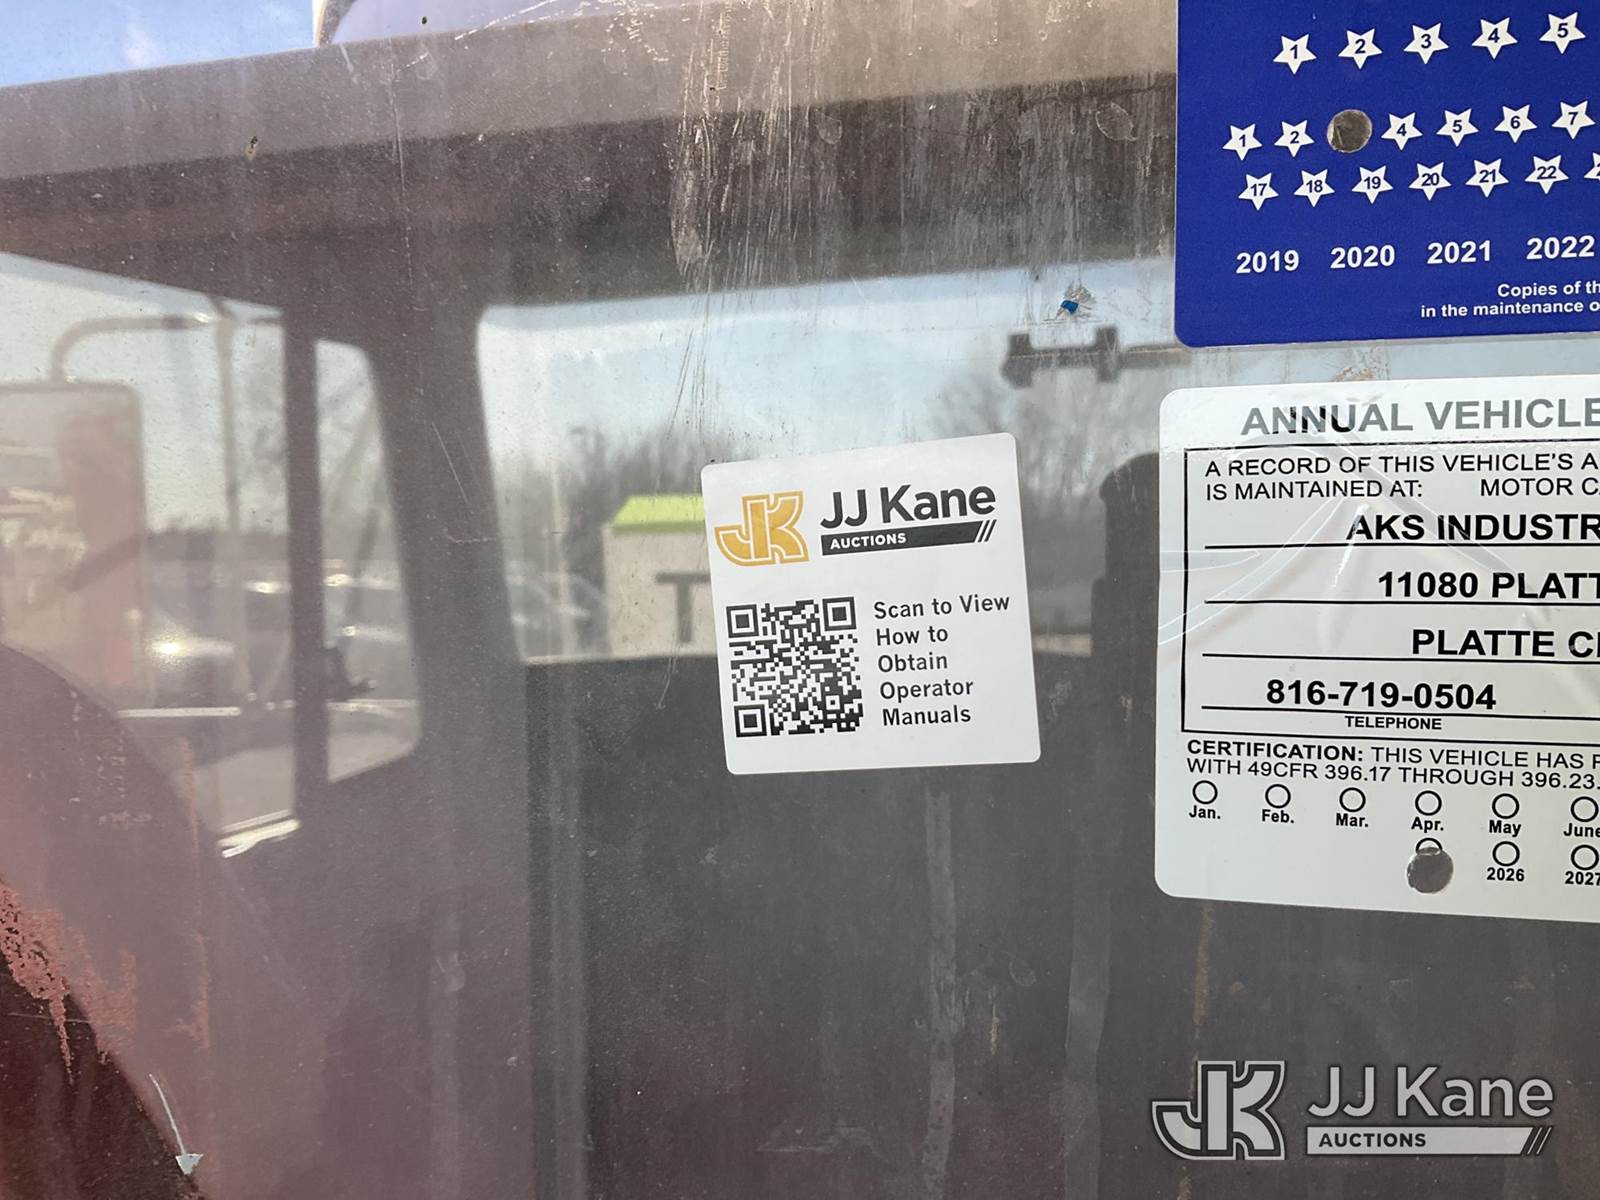 1 2 3 4 5
1 2 4 5 6 7
17 18 19 20 21 22
2019 2020 2021 2022
Copies of
in the maintenance
JK JJ Kane
AUCTIONS
Scan to View
How to
Obtain
Operator
Manuals
ANNUAL VEHICLE
A RECORD OF THIS VEHICLE'S
IS MAINTAINED AT: MOTOR
AKS
11080
PLATTE
816-719-0504
TELEPHONE
CERTIFICATION: THIS VEHICLE HAS
WITH 49CFR 396.17 THROUGH 396.23.
Jan. Feb. Mar. Apr. May June
2026 2027
JK JJ Kane
AUCTIONS